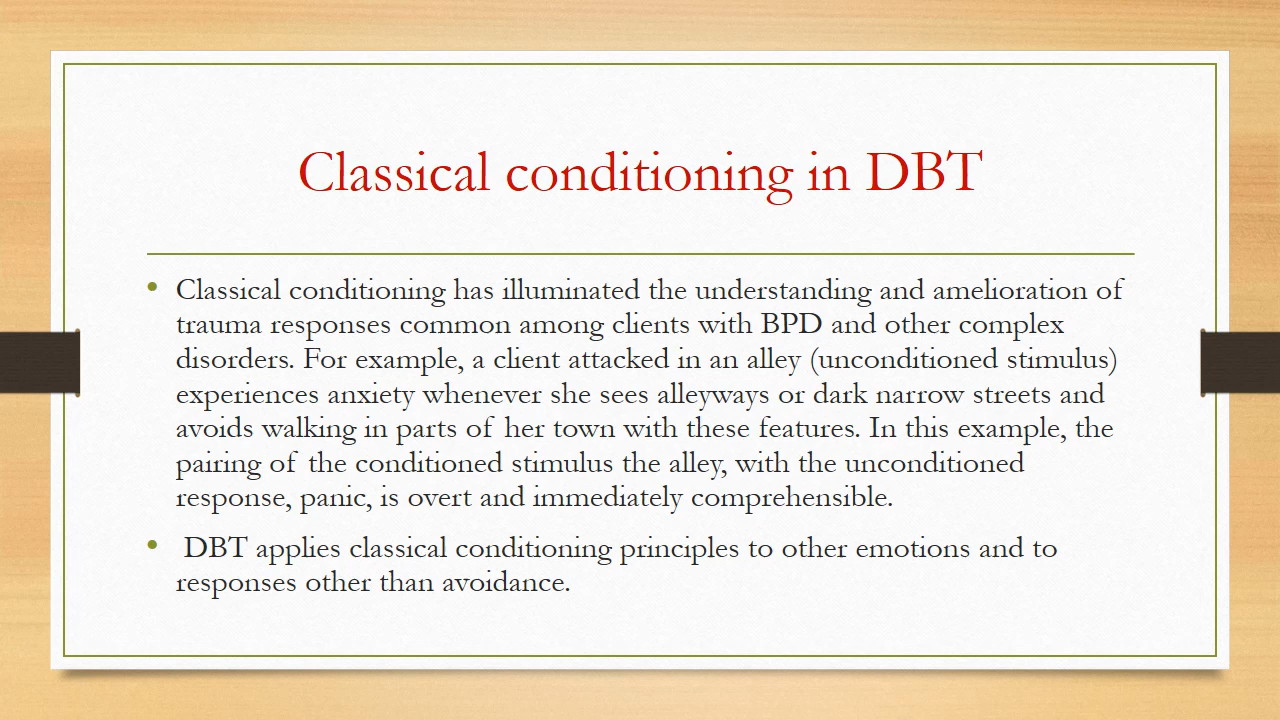 Classical conditioning in DBT
• Classical conditioning has illuminated the understanding and amelioration of
trauma responses common among clients with BPD and other complex
disorders. For example, a client attacked in an alley (unconditioned stimulus)
experiences anxiety whenever she sees alleyways or dark narrow streets and
avoids walking in parts of her town with these features. In this example, the
pairing of the conditioned stimulus the alley, with the unconditioned
response, panic, is overt and immediately comprehensible.
• DBT applies classical conditioning principles to other emotions and to
responses other than avoidance.